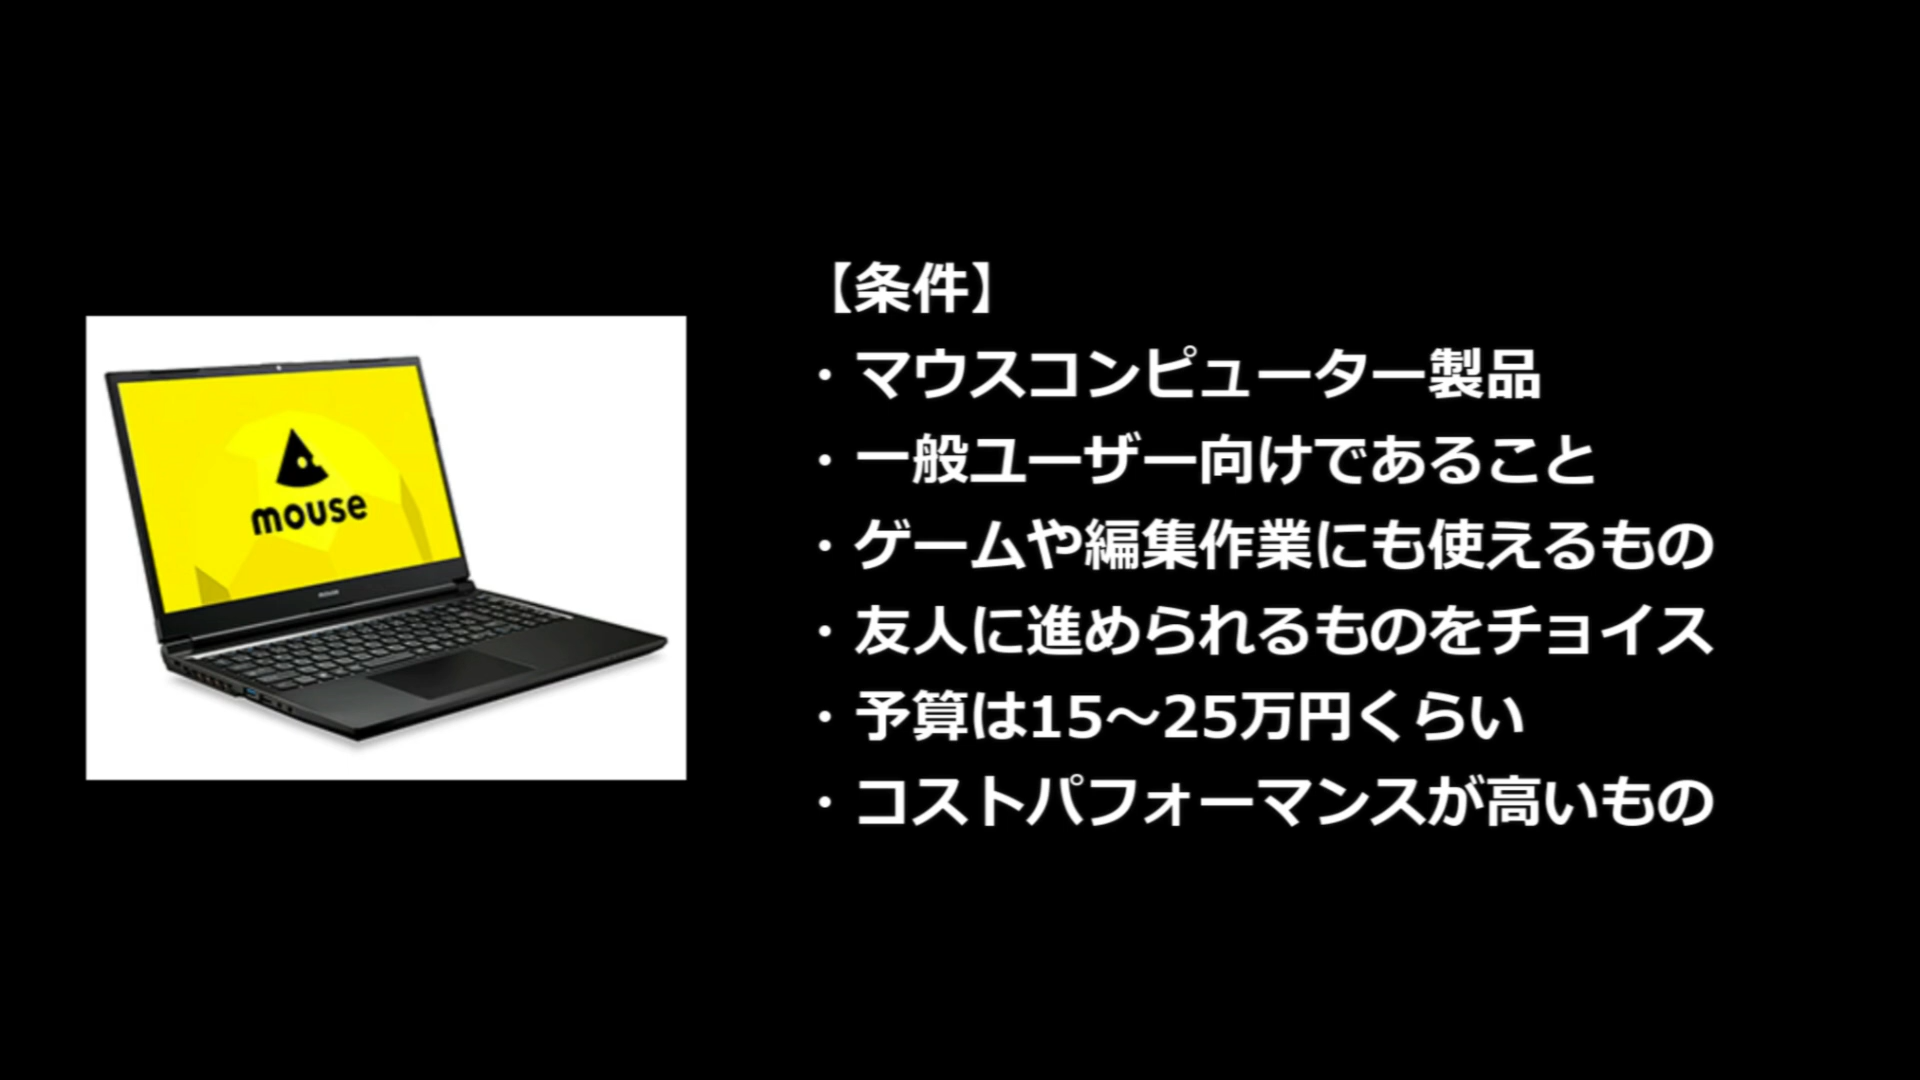 mouse
【条件】
・マウスコンピューター製品
・一般ユーザー向けであること
・ゲームや編集作業にも使えるもの
・友人に進められるものをチョイス
・予算は15～25万円くらい
・コストパフォーマンスが高いもの